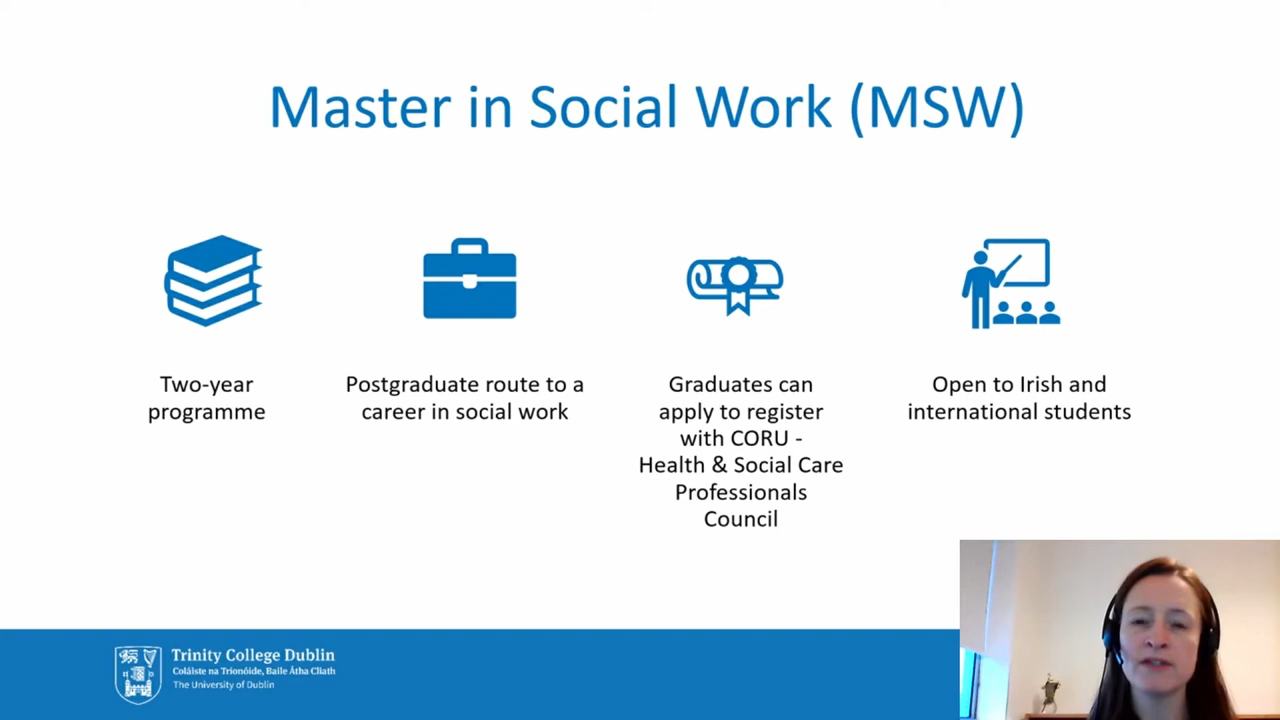 Master in Social Work (MSW)
Two-year
programme
Postgraduate route to a
career in social work
Graduates can
apply to register
with CORU -
Health & Social Care
Professionals
Council
Open to Irish and
international students
Trinity College Dublin
Coláiste na Tríonóide, Baile Átha Cliath
The University of Dublin